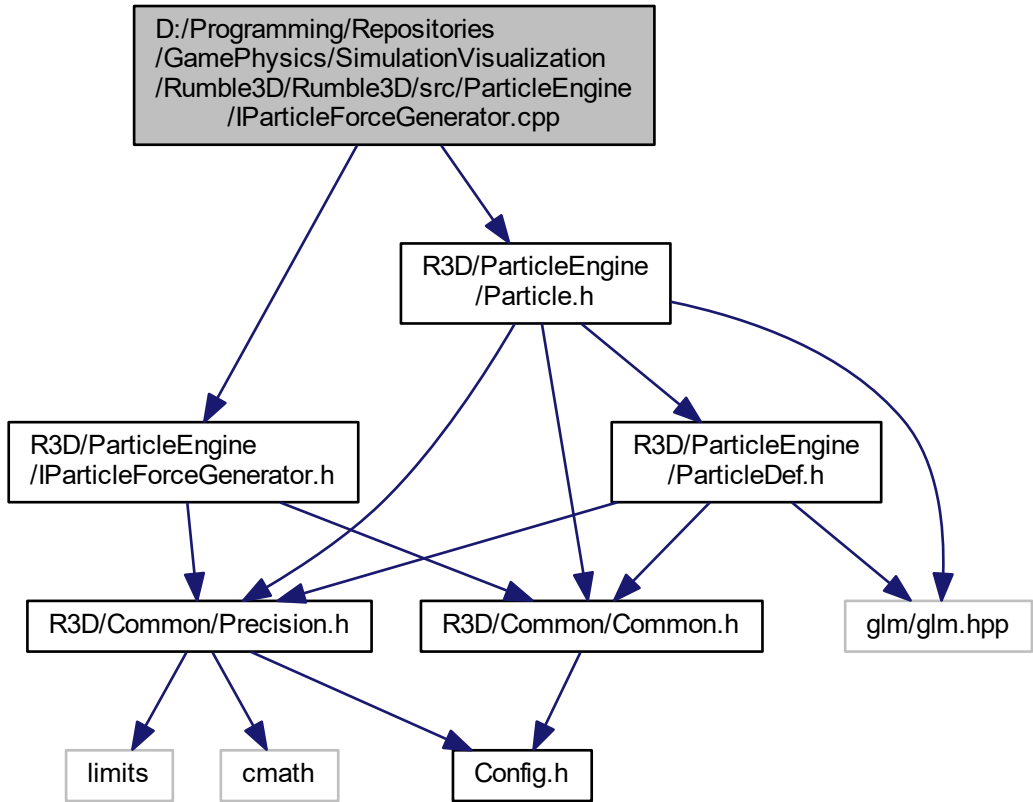 D:/Programming/Repositories
/GamePhysics/SimulationVisualization
/Rumble3D/Rumble3D/src/ParticleEngine
/IParticleForceGenerator.cpp
R3D/ParticleEngine
/Particle.h
R3D/ParticleEngine
/IParticleForceGenerator.h
R3D/ParticleEngine
/ParticleDef.h
R3D/Common/Precision.h
R3D/Common/Common.h
glm/glm.hpp
limits
cmath
Config.h